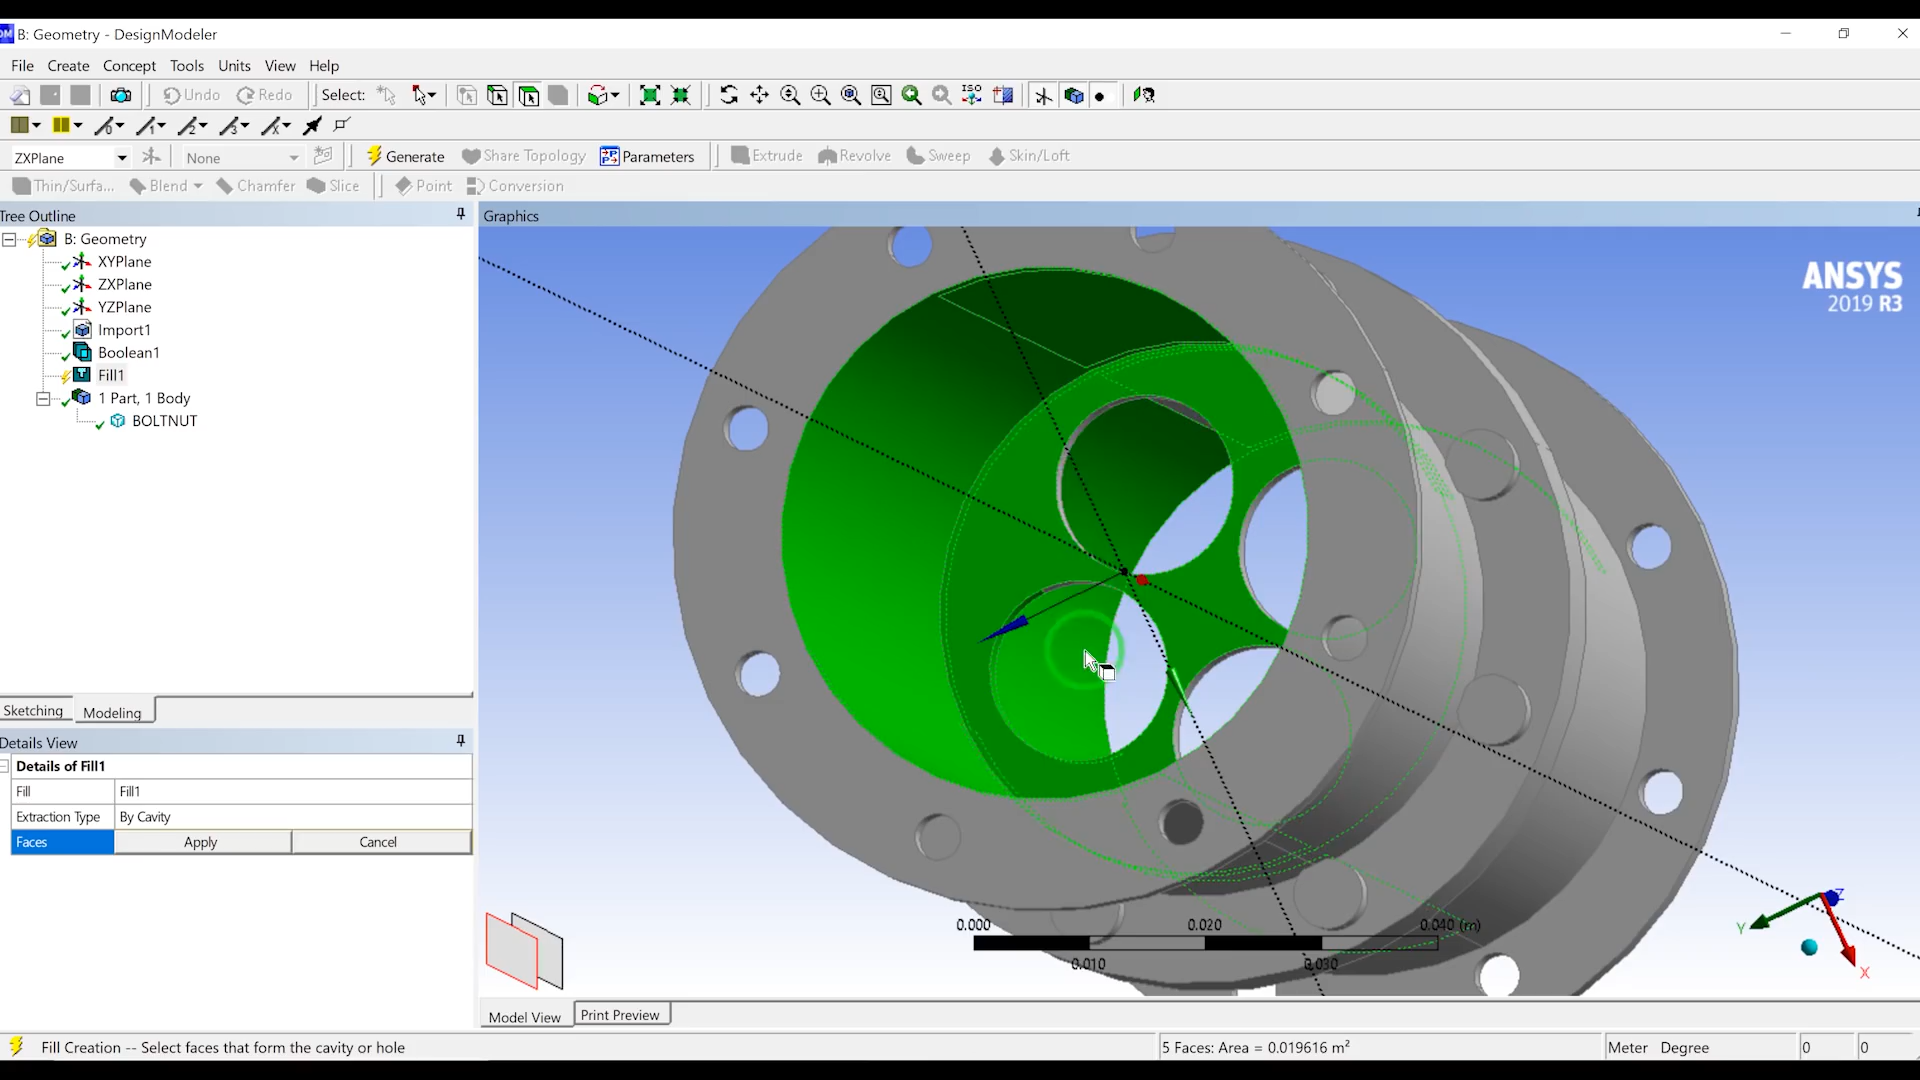 B: Geometry - DesignModeler
File Create Concept Tools Units View Help
Undo Redo Select: ISO
ZXPlane None Generate Share Topology Parameters Extrude Revolve Sweep Skin/Loft
Thin/Surfa... Blend Chamfer Slice Point Conversion
Tree Outline
B: Geometry
XYPlane
ZXPlane
YZPlane
Import1
Boolean1
Fill1
1 Part, 1 Body
BOLTNUT
Sketching Modeling
Details View
Details of Fill1
Fill Fill1
Extraction Type By Cavity
Faces Apply Cancel
Graphics
ANSYS
2019 R3
0.000 0.020 0.040 (m)
0.010 0.030
Z
Y
X
Model View Print Preview
Fill Creation -- Select faces that form the cavity or hole
5 Faces: Area = 0.019616 m²
Meter Degree 0 0